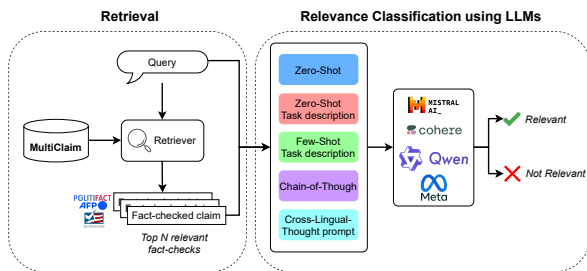 Retrieval
Relevance Classification using LLMs
Query
MultiClaim
Retriever
POLITIFACT
AFP
Fact-checked claim
Top N relevant
fact-checks
Zero-Shot
Zero-Shot
Task description
Few-Shot
Task description
Chain-of-Though
Cross-Lingual-
Thought prompt
MISTRAL
AI_
cohere
Qwen
Meta
Relevant
Not Relevant